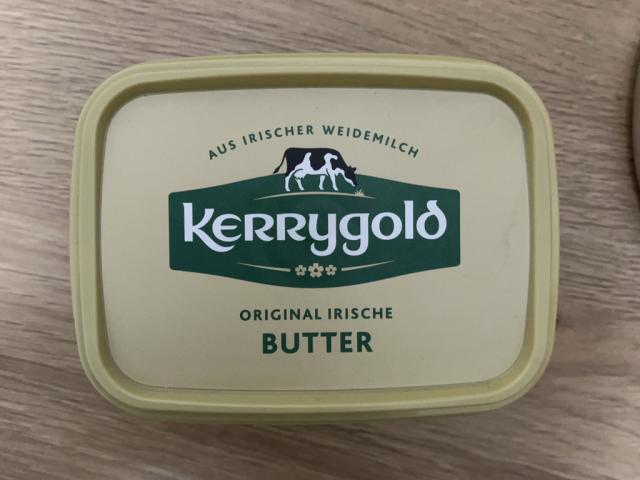 AUS IRISCHER WEIDEMILCH
Kerrygold
ORIGINAL IRISCHE
BUTTER